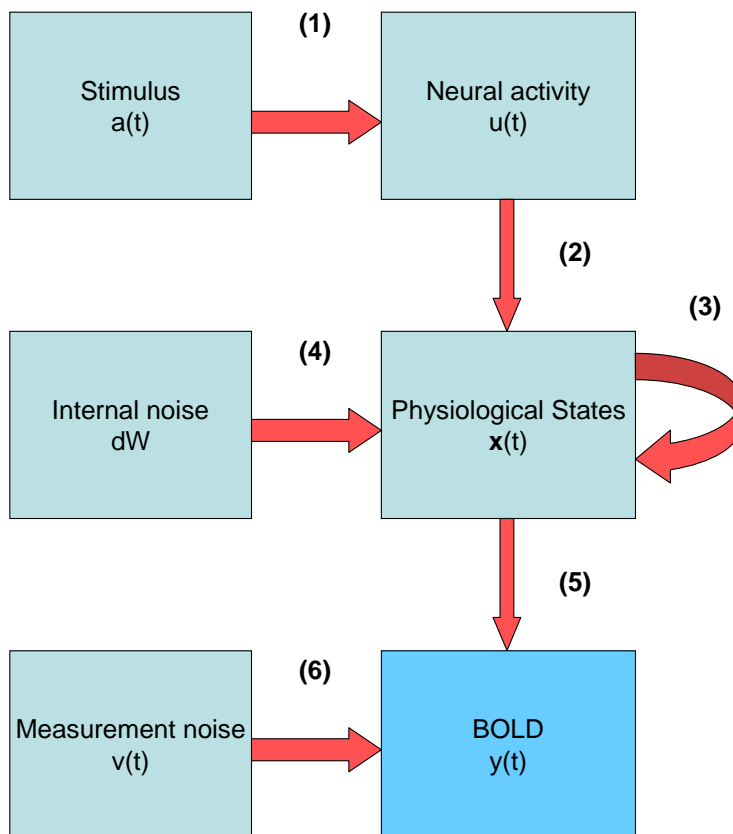 (1)
Stimulus
a(t)
Neural activity
u(t)
(2)
(3)
(4)
Internal noise
dW
Physiological States
x(t)
(5)
(6)
Measurement noise
v(t)
BOLD
y(t)